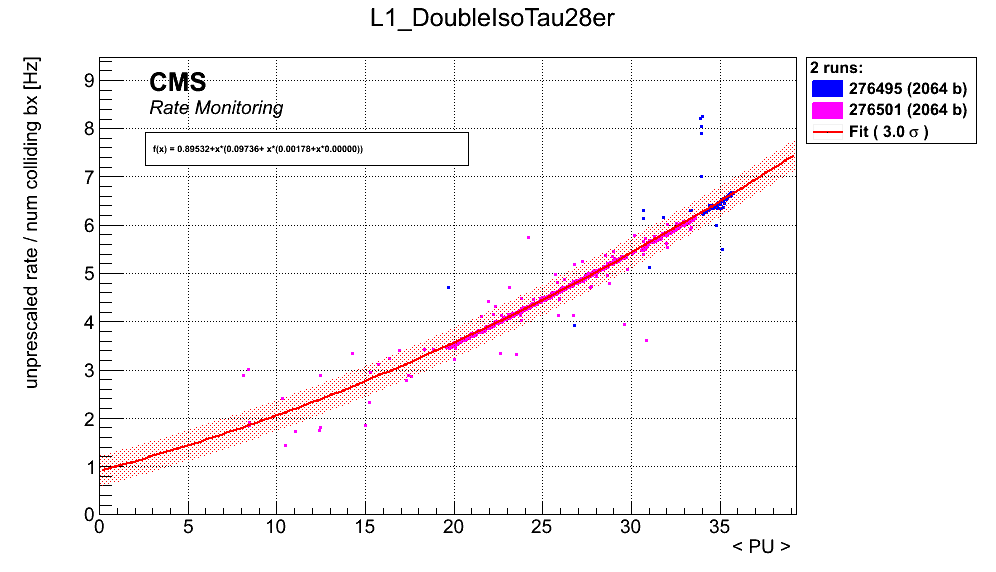 L1_DoubleIsoTau28er
unprescaled rate / num colliding bx [Hz]
CMS
Rate Monitoring
f(x) = 0.89532+x*(0.09736+ x*(0.00178+x*0.00000))
2 runs:
276495 (2064 b)
276501 (2064 b)
Fit ( 3.0 σ )
9
8
7
6
5
4
3
2
1
0
0 5 10 15 20 25 30 35
< PU >